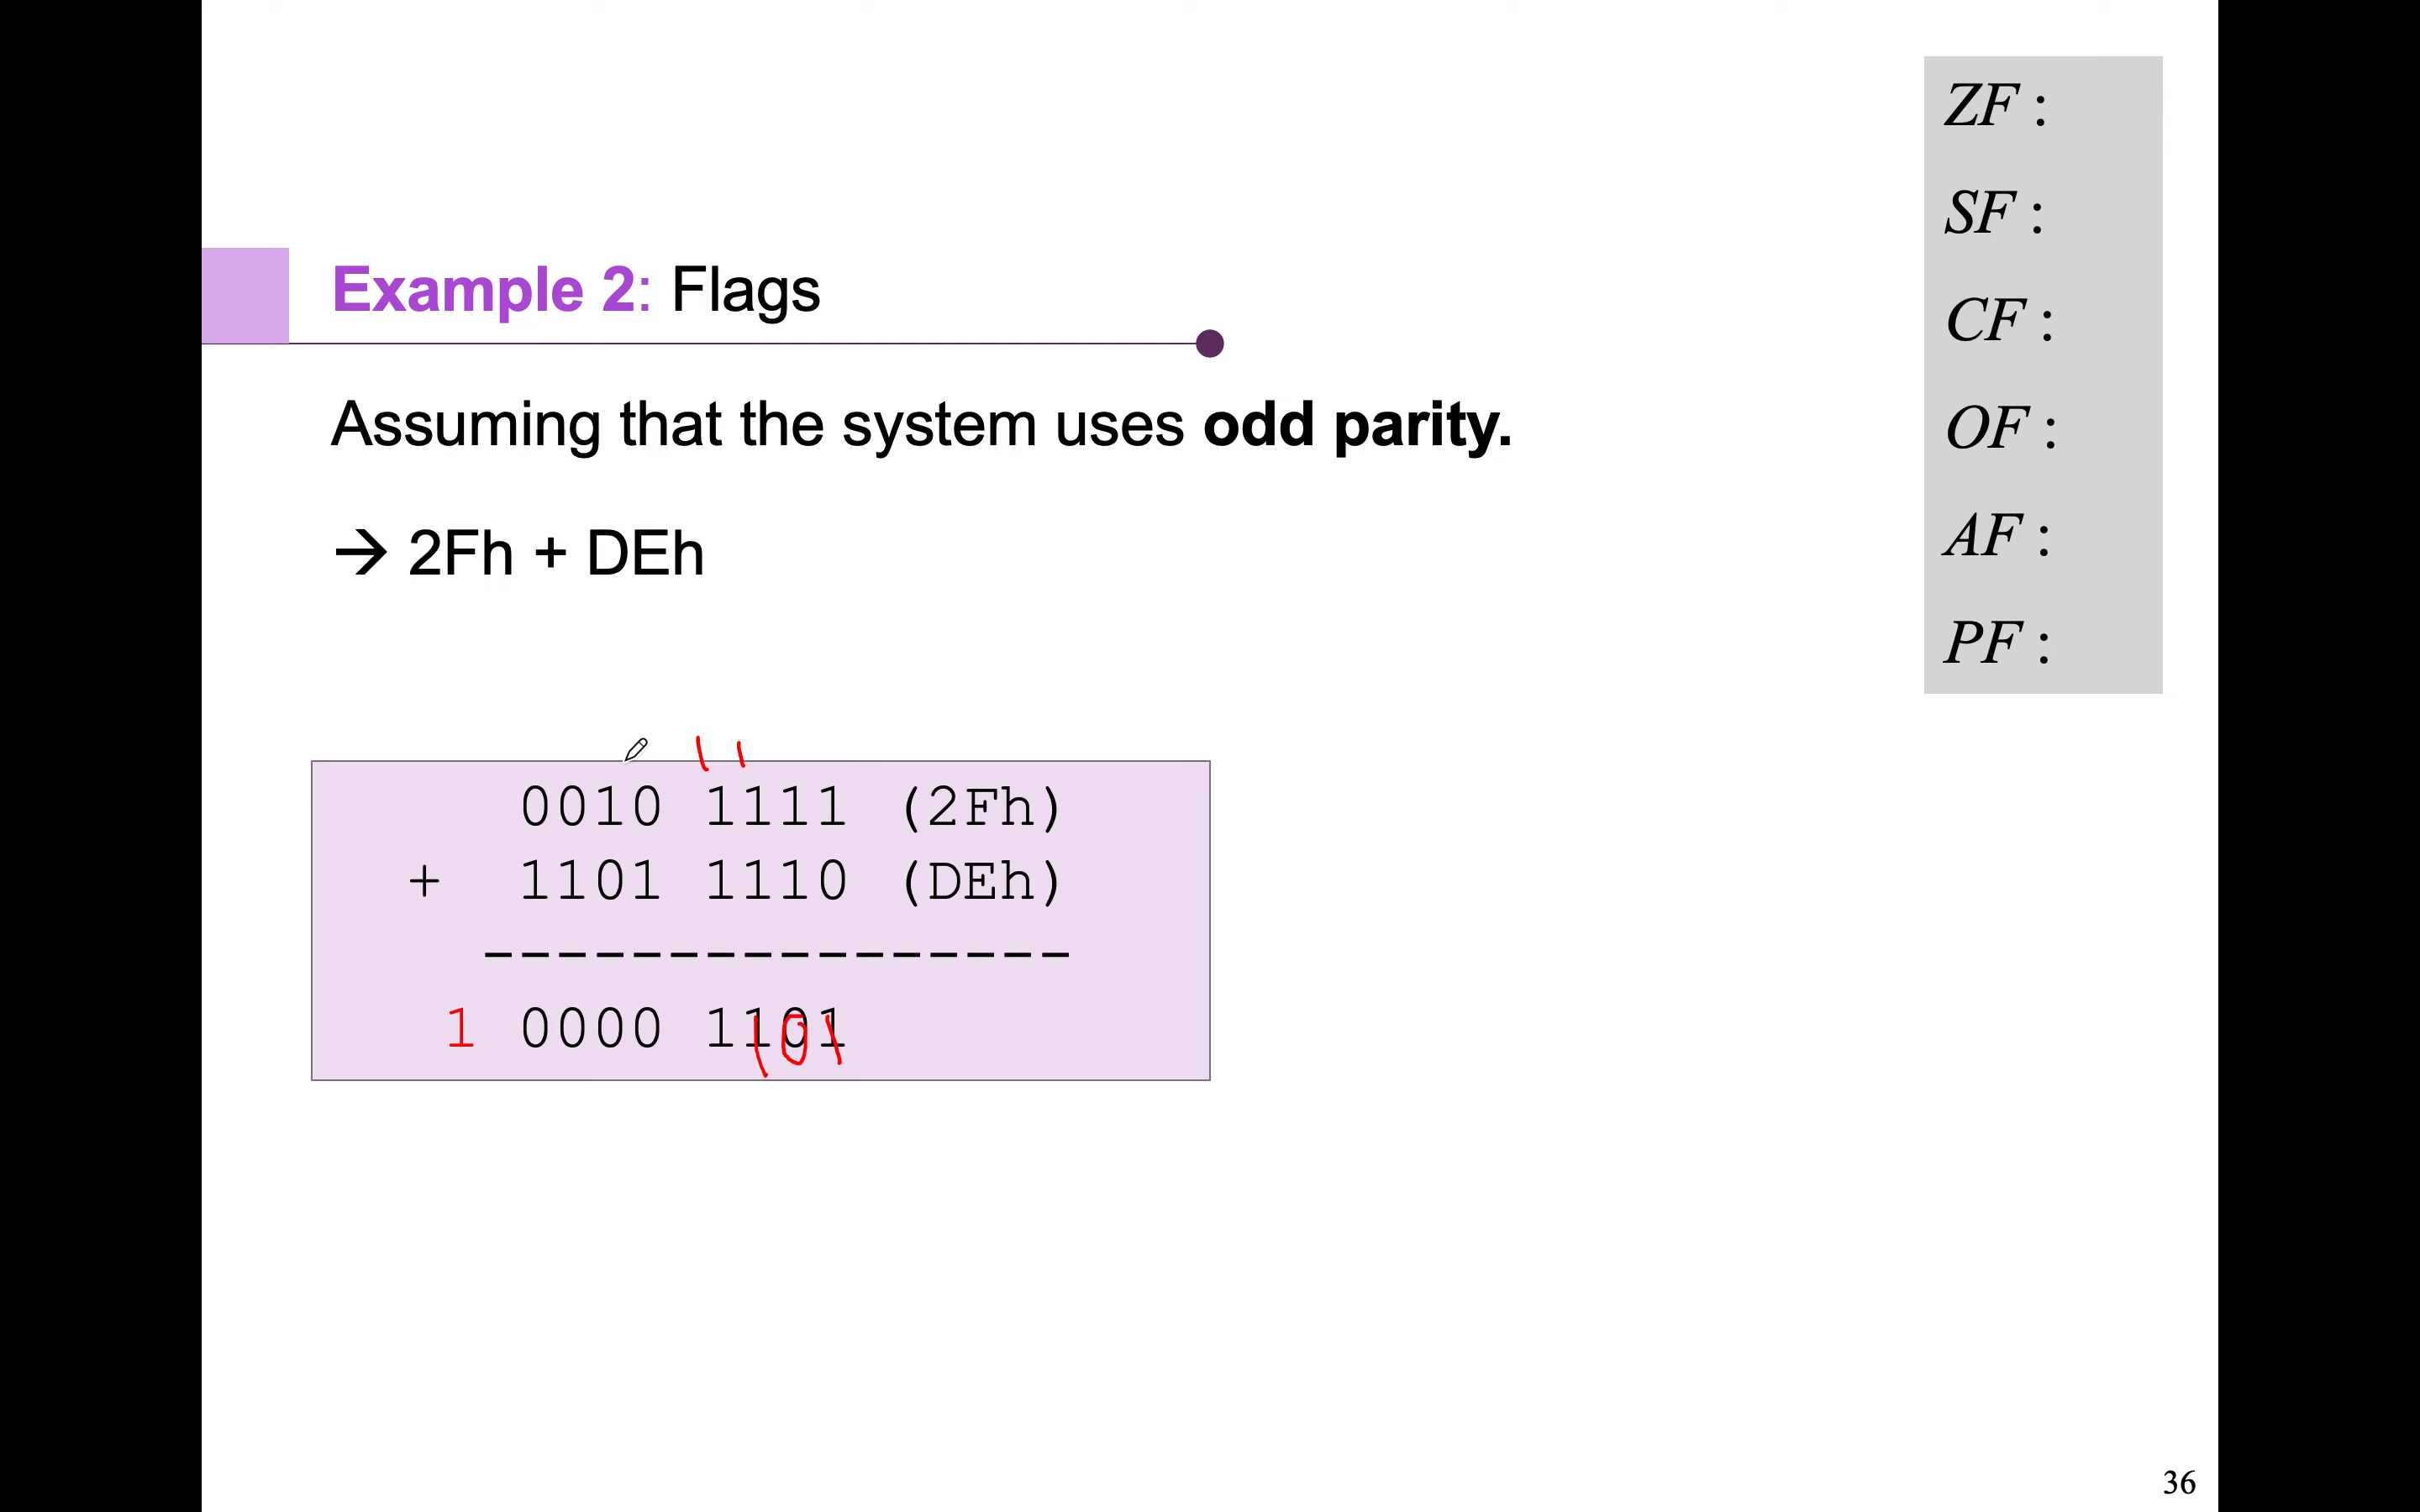 Example 2: Flags
Assuming that the system uses odd parity.
→ 2Fh + DEh
ZF :
SF :
CF :
OF :
AF :
PF :
1 1
0010 1111 (2Fh)
+ 1101 1110 (DEh)
----------------
1 0000 1101
101
36